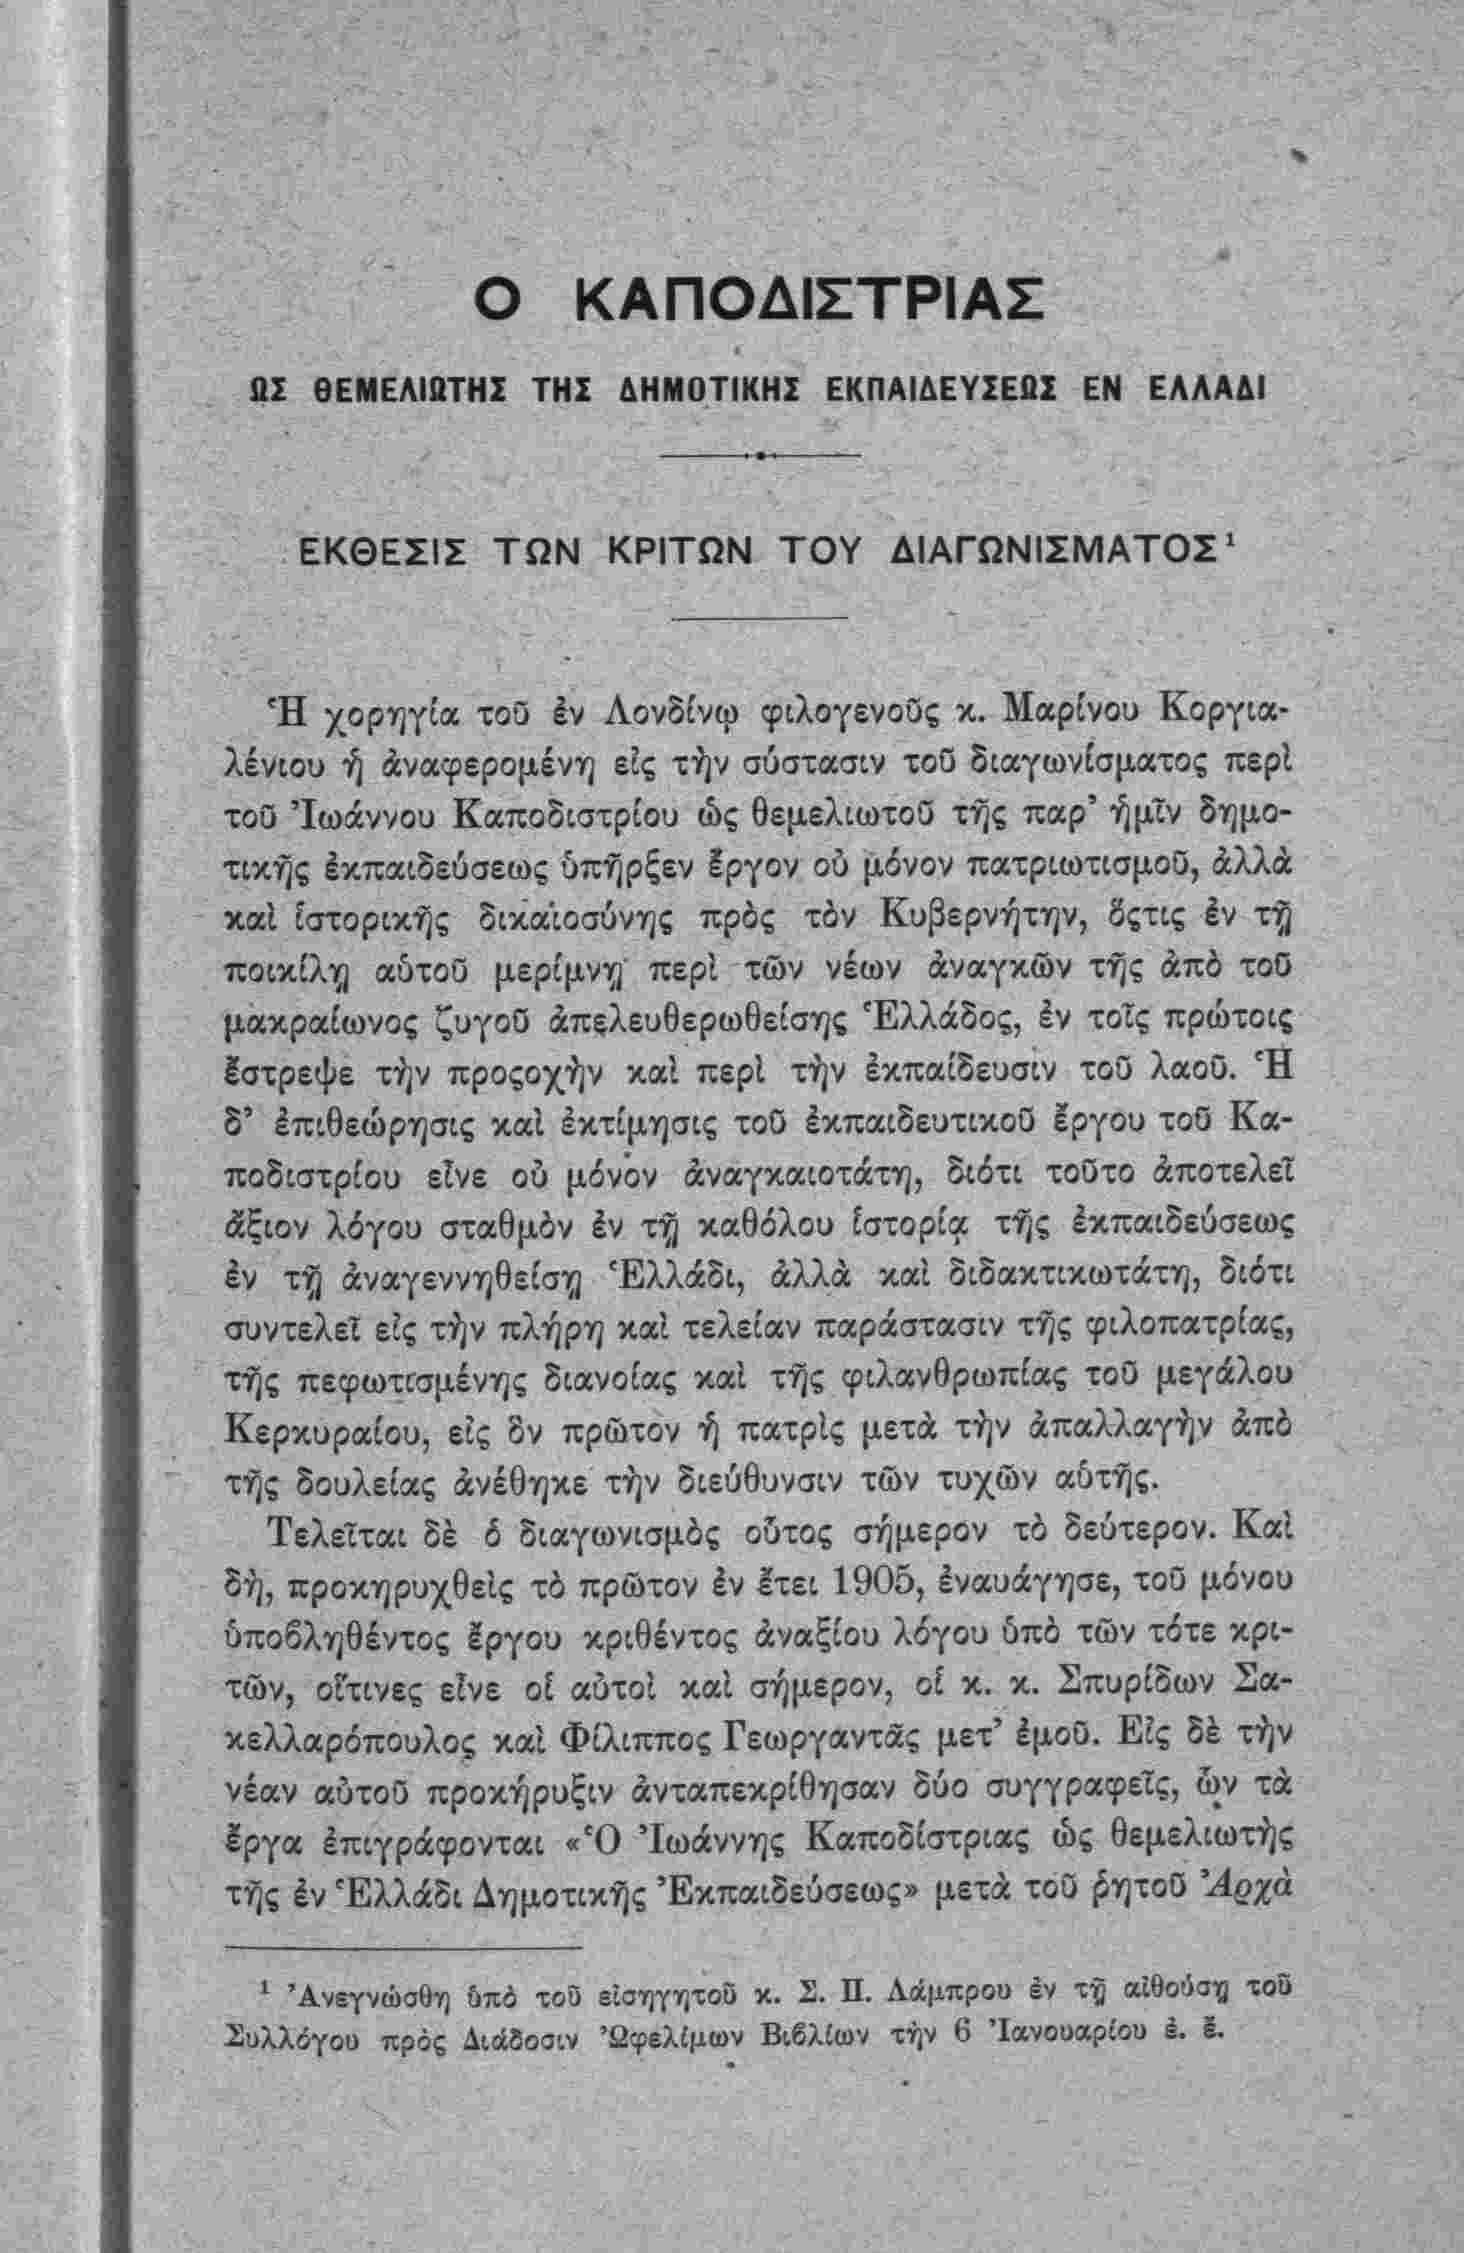 Ο ΚΑΠΟΔΙΣΤΡΙΑΣ
ΩΣ ΘΕΜΕΛΙΩΤΗΣ ΤΗΣ ΔΗΜΟΤΙΚΗΣ ΕΚΠΑΙΔΕΥΣΕΩΣ ΕΝ ΕΛΛΑΔΙ
ΕΚΘΕΣΙΣ ΤΩΝ ΚΡΙΤΩΝ ΤΟΥ ΔΙΑΓΩΝΙΣΜΑΤΟΣ¹
Ἡ χορηγία τοῦ ἐν Λονδίνῳ φιλογενοῦς κ. Μαρίνου Κοργια-
λένιου ἡ ἀναφερομένη εἰς τὴν σύστασιν τοῦ διαγωνίσματος περὶ
τοῦ Ἰωάννου Καποδιστρίου ὡς θεμελιωτοῦ τῆς παρ’ ἡμῖν δημο-
τικῆς ἐκπαιδεύσεως ὑπῆρξεν ἔργον οὐ μόνον πατριωτισμοῦ, ἀλλὰ
καὶ ἱστορικῆς δικαιοσύνης πρὸς τὸν Κυβερνήτην, ὅςτις ἐν τῇ
ποικίλῃ αὑτοῦ μερίμνῃ περὶ τῶν νέων ἀναγκῶν τῆς ἀπὸ τοῦ
μακραίωνος ζυγοῦ ἀπελευθερωθείσης Ἑλλάδος, ἐν τοῖς πρώτοις
ἔστρεψε τὴν προςοχὴν καὶ περὶ τὴν ἐκπαίδευσιν τοῦ λαοῦ. Ἡ
δ’ ἐπιθεώρησις καὶ ἐκτίμησις τοῦ ἐκπαιδευτικοῦ ἔργου τοῦ Κα-
ποδιστρίου εἶνε οὐ μόνον ἀναγκαιοτάτη, διότι τοῦτο ἀποτελεῖ
ἄξιον λόγου σταθμὸν ἐν τῇ καθόλου ἱστορίᾳ τῆς ἐκπαιδεύσεως
ἐν τῇ ἀναγεννηθείσῃ Ἑλλάδι, ἀλλὰ καὶ διδακτικωτάτη, διότι
συντελεῖ εἰς τὴν πλήρη καὶ τελείαν παράστασιν τῆς φιλοπατρίας,
τῆς πεφωτισμένης διανοίας καὶ τῆς φιλανθρωπίας τοῦ μεγάλου
Κερκυραίου, εἰς ὃν πρῶτον ἡ πατρὶς μετὰ τὴν ἀπαλλαγὴν ἀπὸ
τῆς δουλείας ἀνέθηκε τὴν διεύθυνσιν τῶν τυχῶν αὑτῆς.
Τελεῖται δὲ ὁ διαγωνισμὸς οὗτος σήμερον τὸ δεύτερον. Καὶ
δὴ, προκηρυχθεὶς τὸ πρῶτον ἐν ἔτει 1905, ἐναυάγησε, τοῦ μόνου
ὑποβληθέντος ἔργου κριθέντος ἀναξίου λόγου ὑπὸ τῶν τότε κρι-
τῶν, οἵτινες εἶνε οἱ αὐτοὶ καὶ σήμερον, οἱ κ. κ. Σπυρίδων Σα-
κελλαρόπουλος καὶ Φίλιππος Γεωργαντᾶς μετ’ ἐμοῦ. Εἰς δὲ τὴν
νέαν αὐτοῦ προκήρυξιν ἀνταπεκρίθησαν δύο συγγραφεῖς, ὧν τὰ
ἔργα ἐπιγράφονται «Ὁ Ἰωάννης Καποδίστριας ὡς θεμελιωτὴς
τῆς ἐν Ἑλλάδι Δημοτικῆς Ἐκπαιδεύσεως» μετὰ τοῦ ῥητοῦ Ἀρχὰ
¹ Ἀνεγνώσθη ὑπὸ τοῦ εἰσηγητοῦ κ. Σ. Π. Λάμπρου ἐν τῇ αἰθούσῃ τοῦ
Συλλόγου πρὸς Διάδοσιν Ὠφελίμων Βιβλίων τὴν 6 Ἰανουαρίου ἐ. ἔ.